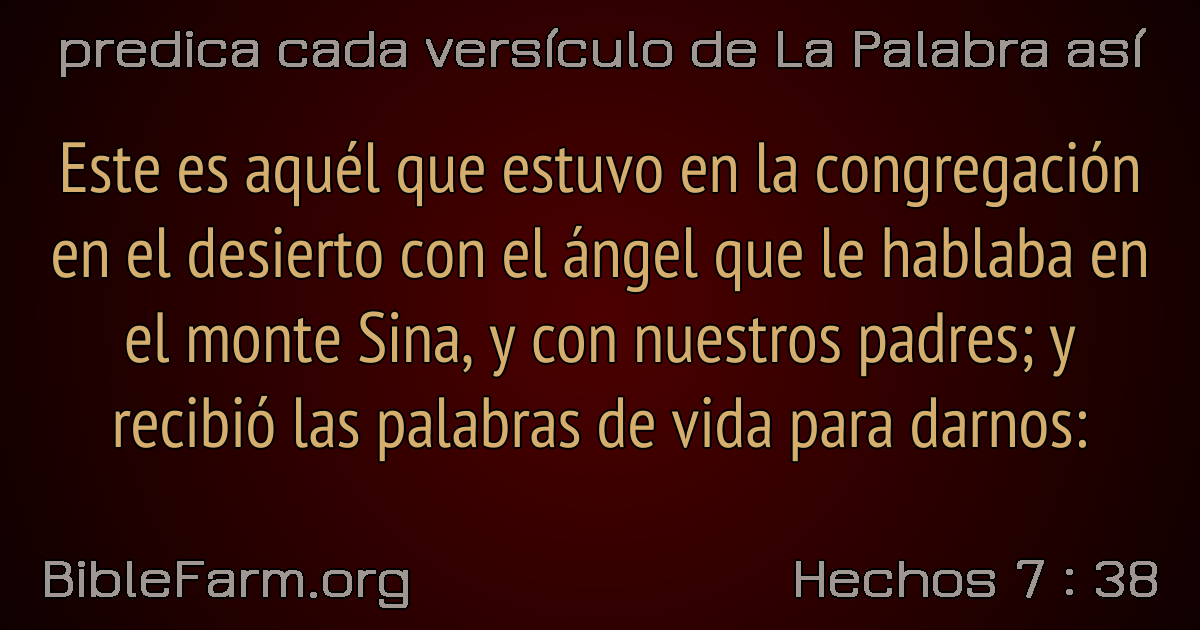 predica cada versículo de La Palabra así
Este es aquél que estuvo en la congregación
en el desierto con el ángel que le hablaba en
el monte Sina, y con nuestros padres; y
recibió las palabras de vida para darnos:
BibleFarm.org
Hechos 7 : 38